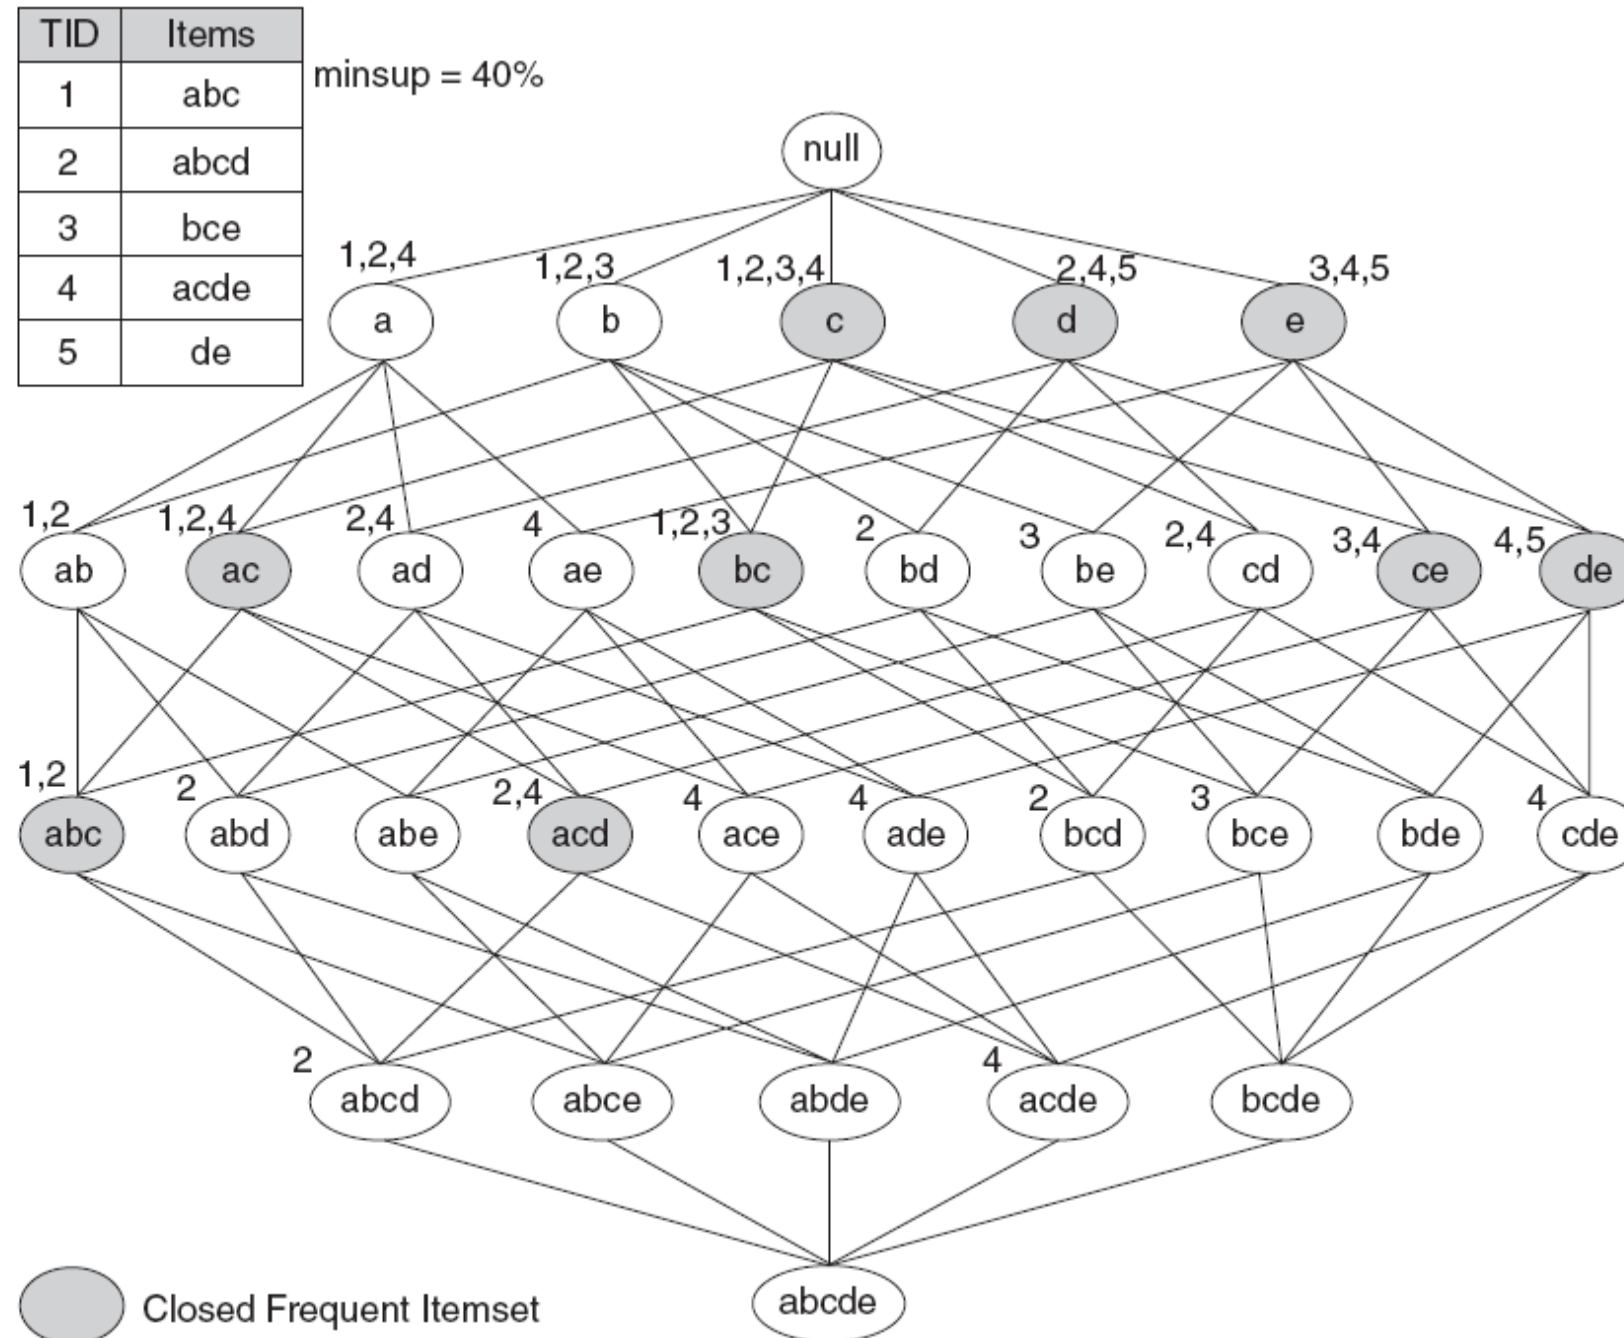 TID Items
1 abc
2 abcd
3 bce
4 acde
5 de
minsup = 40%
null
1,2,4 1,2,3 1,2,3,4 2,4,5 3,4,5
a b c d e
1,2 1,2,4 2,4 4 1,2,3 2 3 2,4 3,4 4,5
ab ac ad ae bc bd be cd ce de
1,2 2 2,4 4 4 2 3 4
abc abd abe acd ace ade bcd bce bde cde
2 4
abcd abce abde acde bcde
abcde
Closed Frequent Itemset